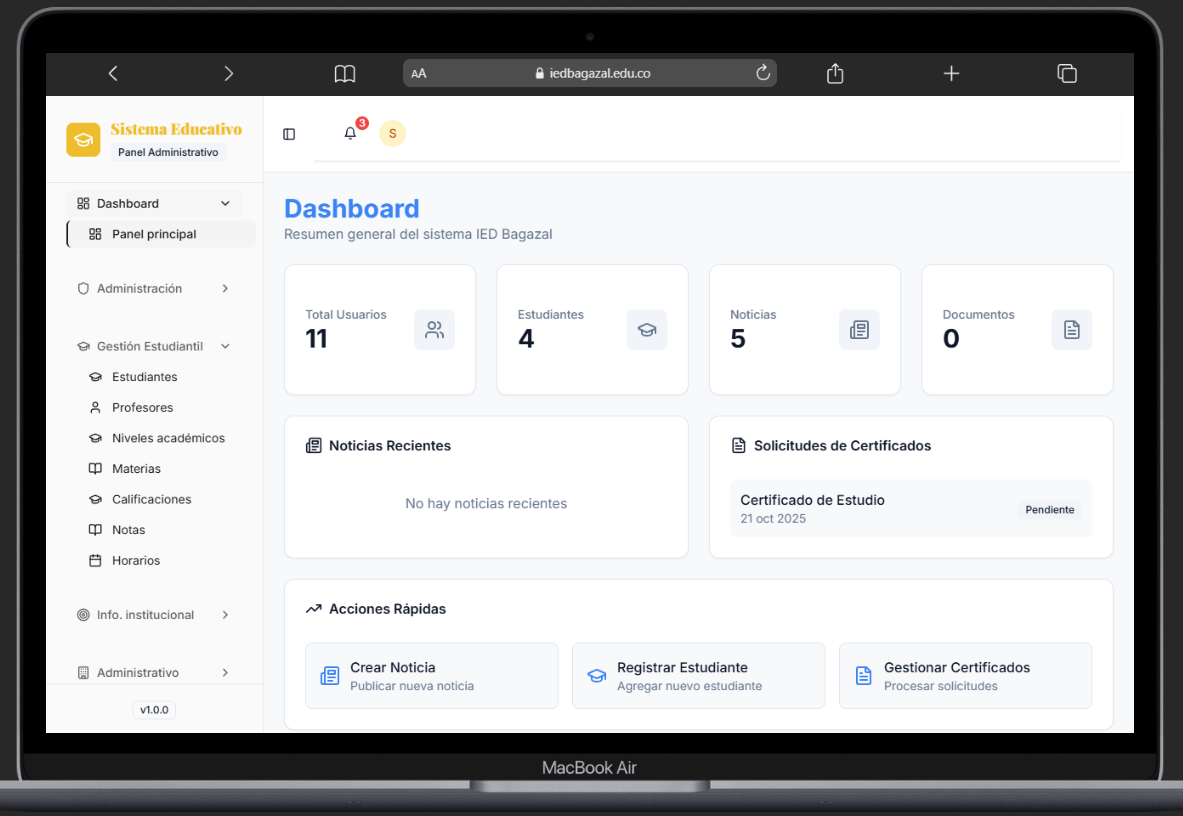 AA
iedbagazal.edu.co
Sistema Educativo
Panel Administrativo
3
S
Dashboard
Panel principal
Administración
Gestión Estudiantil
Estudiantes
Profesores
Niveles académicos
Materias
Calificaciones
Notas
Horarios
Info. institucional
Administrativo
v1.0.0
Dashboard
Resumen general del sistema IED Bagazal
Total Usuarios
11
Estudiantes
4
Noticias
5
Documentos
0
Noticias Recientes
No hay noticias recientes
Solicitudes de Certificados
Certificado de Estudio
21 oct 2025
Pendiente
Acciones Rápidas
Crear Noticia
Publicar nueva noticia
Registrar Estudiante
Agregar nuevo estudiante
Gestionar Certificados
Procesar solicitudes
MacBook Air